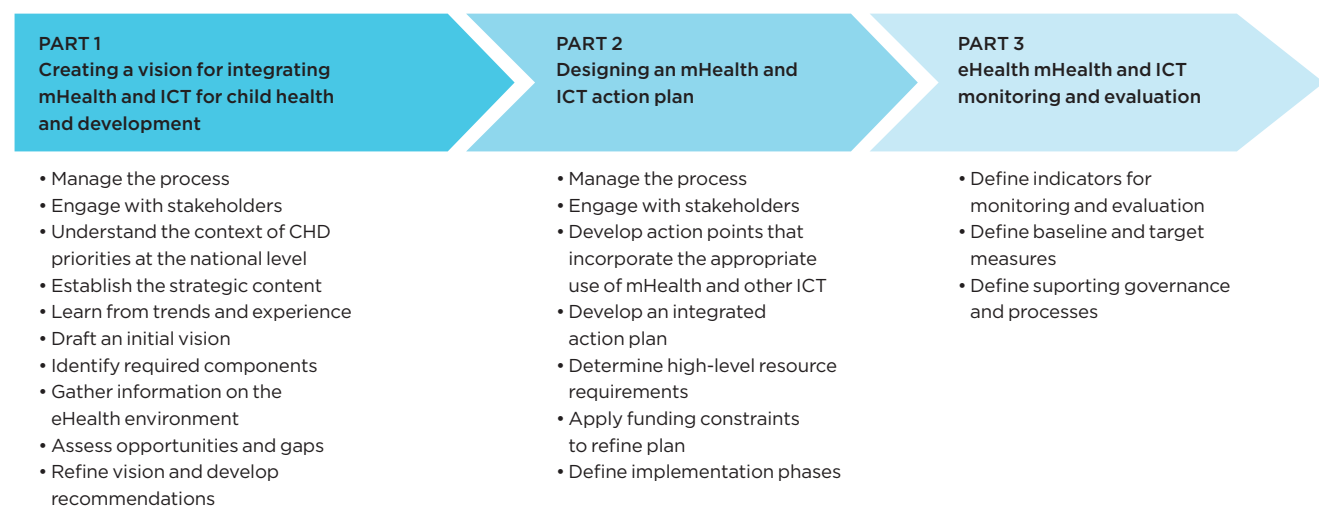 PART 1
Creating a vision for integrating
mHealth and ICT for child health
and development
• Manage the process
• Engage with stakeholders
• Understand the context of CHD
priorities at the national level
• Establish the strategic content
• Learn from trends and experience
• Draft an initial vision
• Identify required components
• Gather information on the
eHealth environment
• Assess opportunities and gaps
• Refine vision and develop
recommendations
PART 2
Designing an mHealth and
ICT action plan
• Manage the process
• Engage with stakeholders
• Develop action points that
incorporate the appropriate
use of mHealth and other ICT
• Develop an integrated
action plan
• Determine high-level resource
requirements
• Apply funding constraints
to refine plan
• Define implementation phases
PART 3
eHealth mHealth and ICT
monitoring and evaluation
• Define indicators for
monitoring and evaluation
• Define baseline and target
measures
• Define suporting governance
and processes